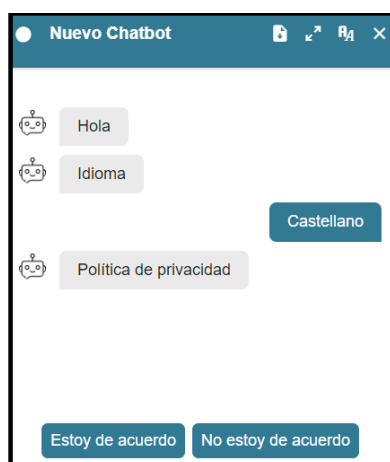 Nuevo Chatbot
Hola
Idioma
Castellano
Política de privacidad
Estoy de acuerdo
No estoy de acuerdo